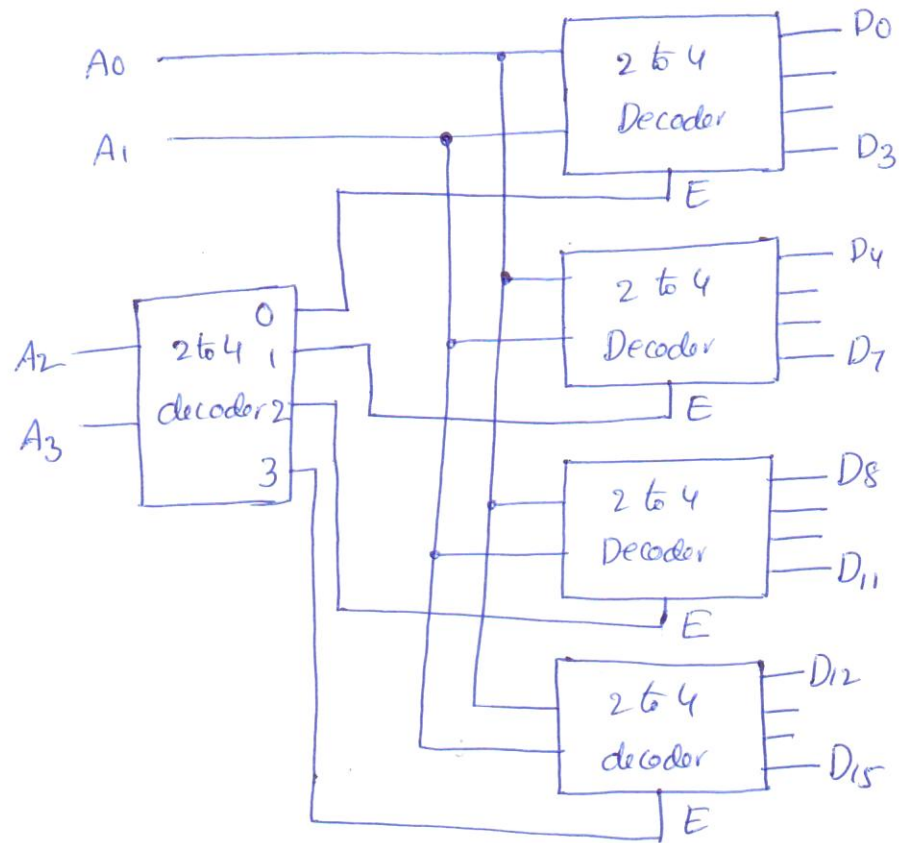 A0
A1
2 to 4
Decoder
D0
D3
E
A2
A3
2 to 4
decoder
0
1
2
3
2 to 4
Decoder
D4
D7
E
2 to 4
Decoder
D8
D11
E
2 to 4
decoder
D12
D15
E